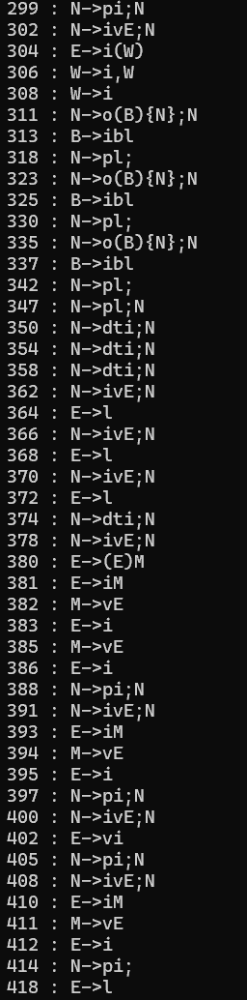 299 : N->pi;N
302 : N->ivE;N
304 : E->i(W)
306 : W->i,W
308 : W->i
311 : N->o(B){N};N
313 : B->ibl
318 : N->pl;
323 : N->o(B){N};N
325 : B->ibl
330 : N->pl;
335 : N->o(B){N};N
337 : B->ibl
342 : N->pl;
347 : N->pl;N
350 : N->dti;N
354 : N->dti;N
358 : N->dti;N
362 : N->ivE;N
364 : E->l
366 : N->ivE;N
368 : E->l
370 : N->ivE;N
372 : E->l
374 : N->dti;N
378 : N->ivE;N
380 : E->(E)M
381 : E->iM
382 : M->vE
383 : E->i
385 : M->vE
386 : E->i
388 : N->pi;N
391 : N->ivE;N
393 : E->iM
394 : M->vE
395 : E->i
397 : N->pi;N
400 : N->ivE;N
402 : E->vi
405 : N->pi;N
408 : N->ivE;N
410 : E->iM
411 : M->vE
412 : E->i
414 : N->pi;
418 : E->l